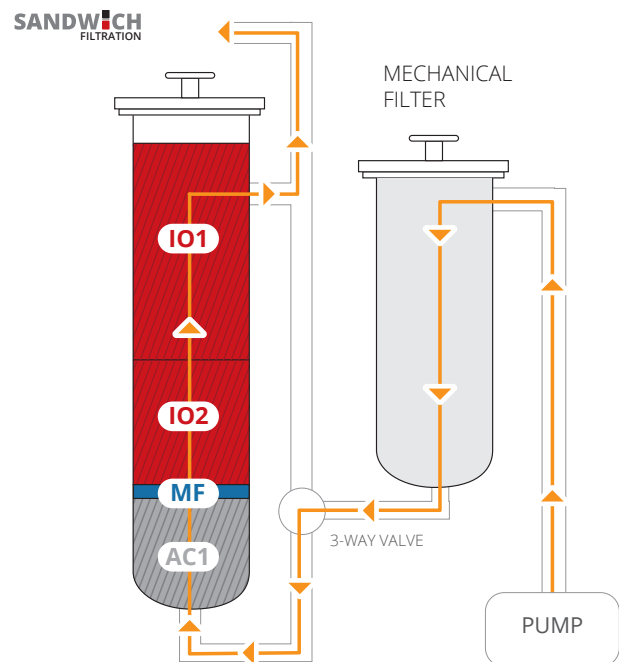 SANDWICH
FILTRATION
MECHANICAL
FILTER
IO1
IO2
MF
AC1
3-WAY VALVE
PUMP